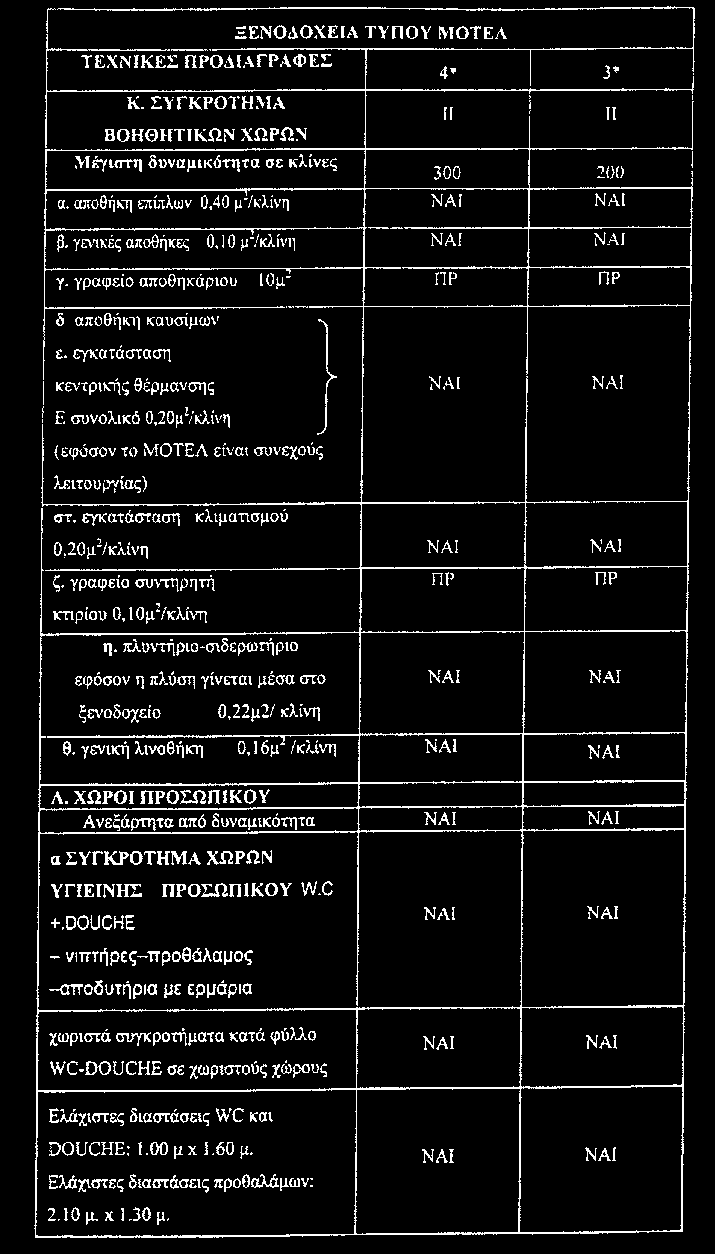 ΞΕΝΟΔΟΧΕΙΑ ΤΥΠΟΥ ΜΟΤΕΛ
ΤΕΧΝΙΚΕΣ ΠΡΟΔΙΑΓΡΑΦΕΣ 4* 3*
Κ. ΣΥΓΚΡΟΤΗΜΑ
ΒΟΗΘΗΤΙΚΩΝ ΧΩΡΩΝ Π Π
Μέγιστη δυναμικότητα σε κλίνες 300 200
α. αποθήκη επίπλων 0,40 μ²/κλίνη ΝΑΙ ΝΑΙ
β. γενικές αποθήκες 0,10 μ²/κλίνη ΝΑΙ ΝΑΙ
γ. γραφείο αποθηκάριου 10μ² ΠΡ ΠΡ
δ αποθήκη καυσίμων
ε. εγκατάσταση
κεντρικής θέρμανσης ΝΑΙ ΝΑΙ
Ε συνολικό 0,20μ²/κλίνη
(εφόσον το ΜΟΤΕΛ είναι συνεχούς
λειτουργίας)
στ. εγκατάσταση κλιματισμού
0,20μ²/κλίνη ΝΑΙ ΝΑΙ
ζ. γραφείο συντηρητή ΠΡ ΠΡ
κτιρίου 0,10μ²/κλίνη
η. πλυντήριο-σιδερωτήριο
εφόσον η πλύση γίνεται μέσα στο ΝΑΙ ΝΑΙ
ξενοδοχείο 0,22μ2/ κλίνη
θ. γενική λινοθήκη 0,16μ² /κλίνη ΝΑΙ ΝΑΙ
Λ. ΧΩΡΟΙ ΠΡΟΣΩΠΙΚΟΥ
Ανεξάρτητα από δυναμικότητα ΝΑΙ ΝΑΙ
α ΣΥΓΚΡΟΤΗΜΑ ΧΩΡΩΝ
ΥΓΙΕΙΝΗΣ ΠΡΟΣΩΠΙΚΟΥ W.C
+.DOUCHE ΝΑΙ ΝΑΙ
– νιπτήρες–προθάλαμος
–αποδυτήρια με ερμάρια
χωριστά συγκροτήματα κατά φύλλο ΝΑΙ ΝΑΙ
WC-DOUCHE σε χωριστούς χώρους
Ελάχιστες διαστάσεις WC και
DOUCHE: 1.00 μ x 1.60 μ. ΝΑΙ ΝΑΙ
Ελάχιστες διαστάσεις προθαλάμων:
2.10 μ. x 1.30 μ.